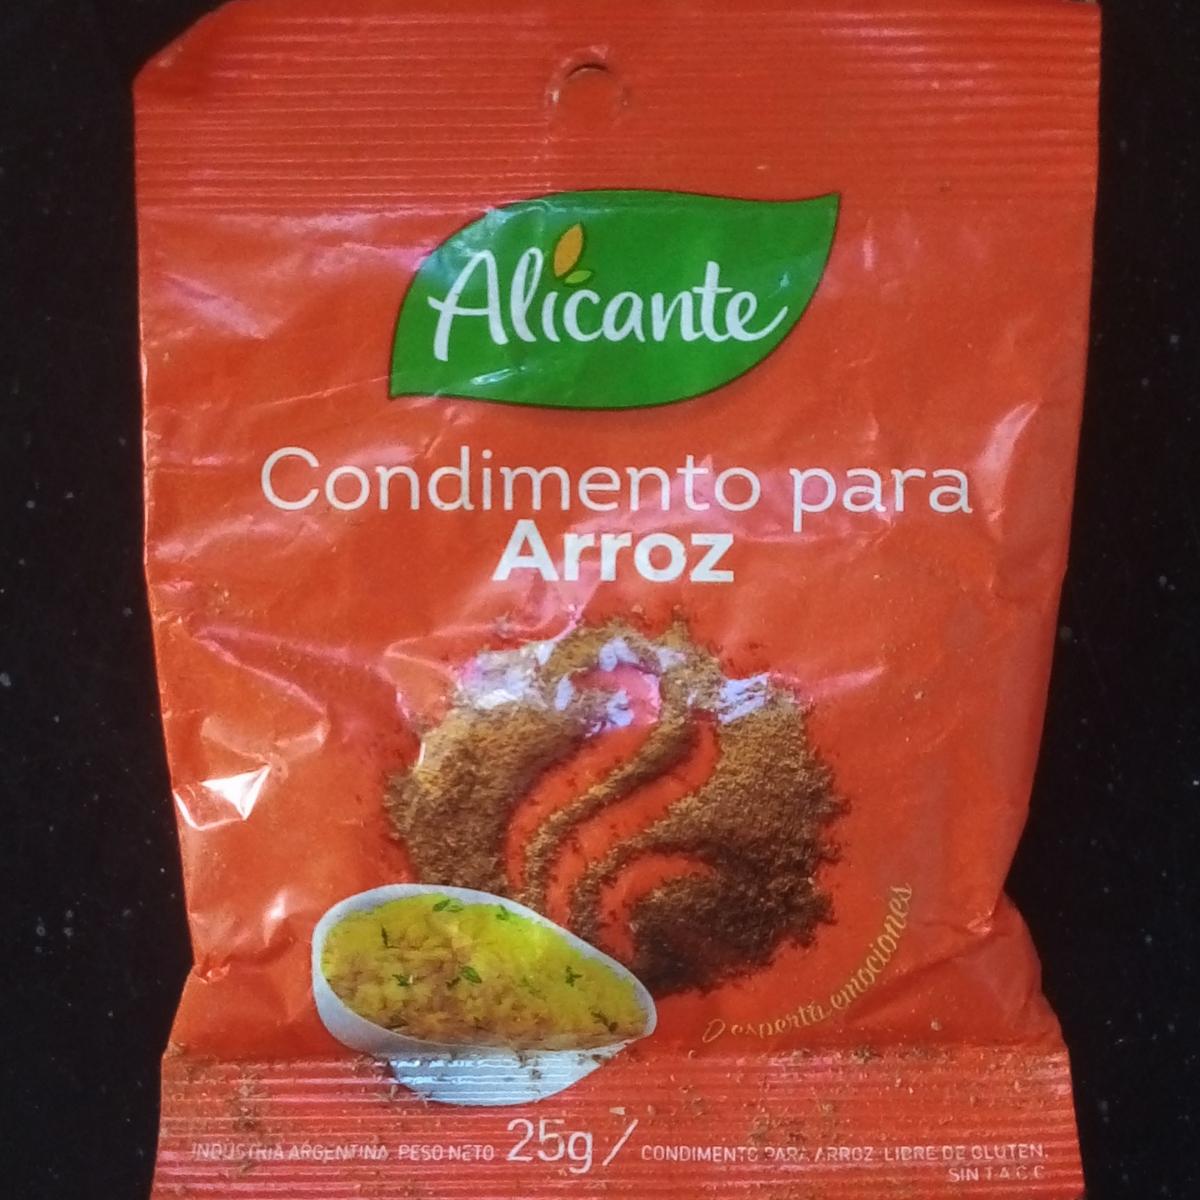 Alicante
Condimento para
Arroz
Despertá emociones
INDUSTRIA ARGENTINA. PESO NETO 25g / CONDIMENTO PARA ARROZ. LIBRE DE GLUTEN.
SIN T.A.C.C